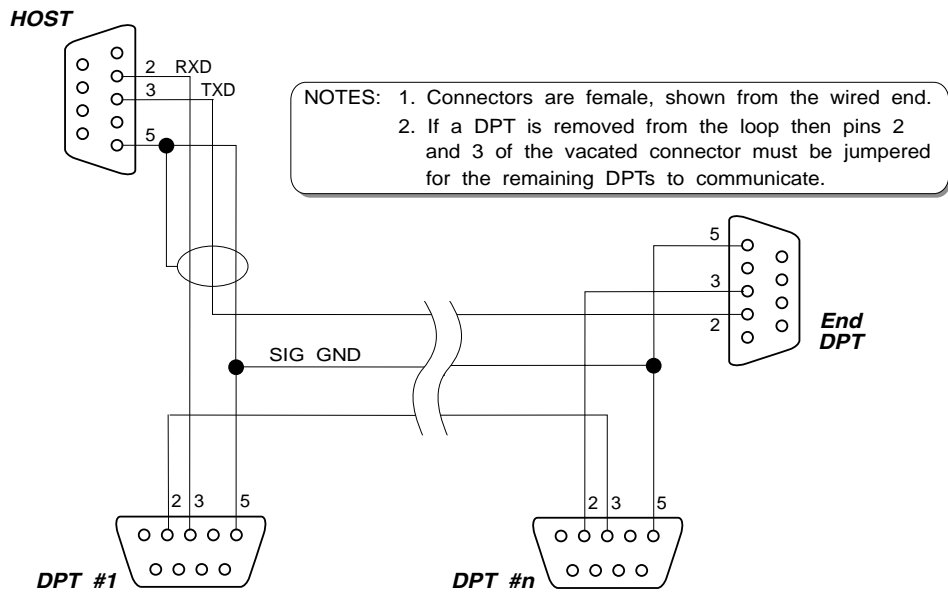 HOST
2 RXD
3 TXD
5
NOTES: 1. Connectors are female, shown from the wired end.
2. If a DPT is removed from the loop then pins 2
and 3 of the vacated connector must be jumpered
for the remaining DPTs to communicate.
5
3
2
End
DPT
SIG GND
2 3 5
DPT #1
2 3 5
DPT #n